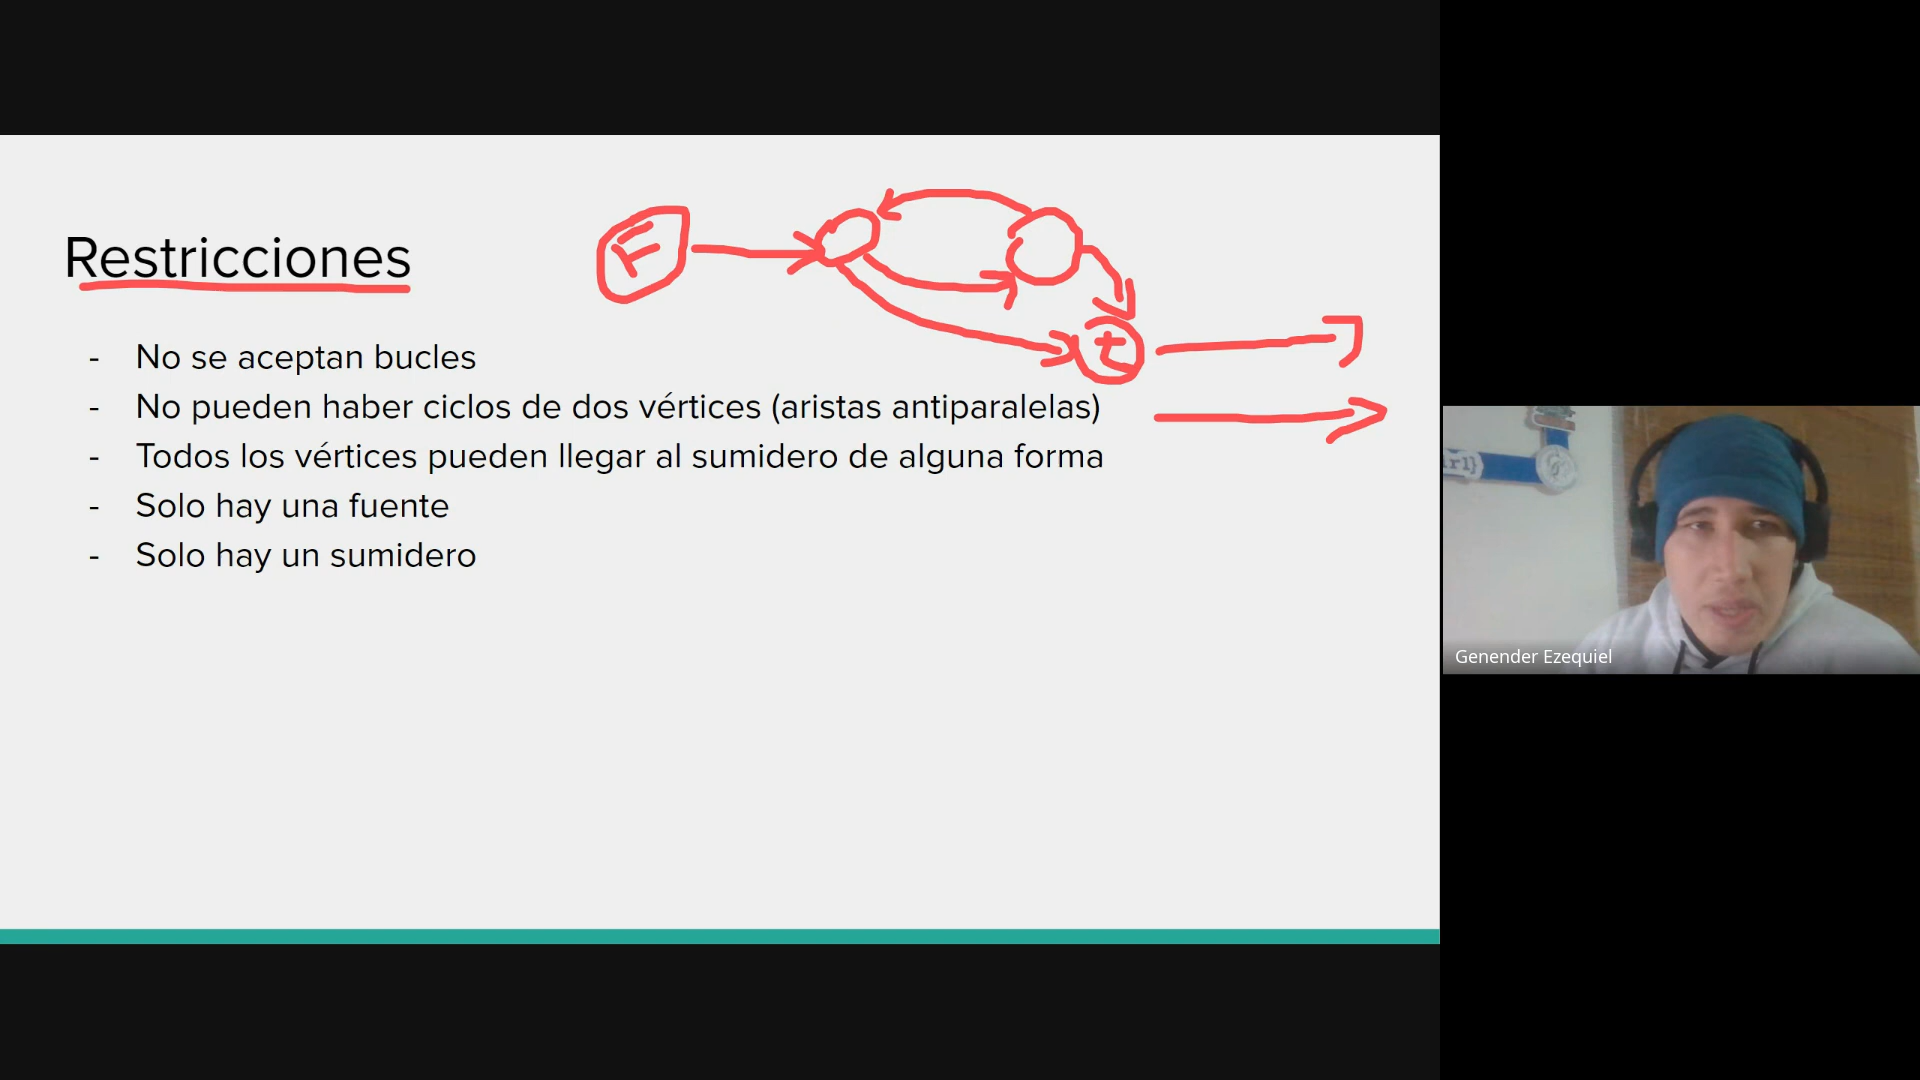 Restricciones
F
t
- No se aceptan bucles
- No pueden haber ciclos de dos vértices (aristas antiparalelas)
- Todos los vértices pueden llegar al sumidero de alguna forma
- Solo hay una fuente
- Solo hay un sumidero
Genender Ezequiel